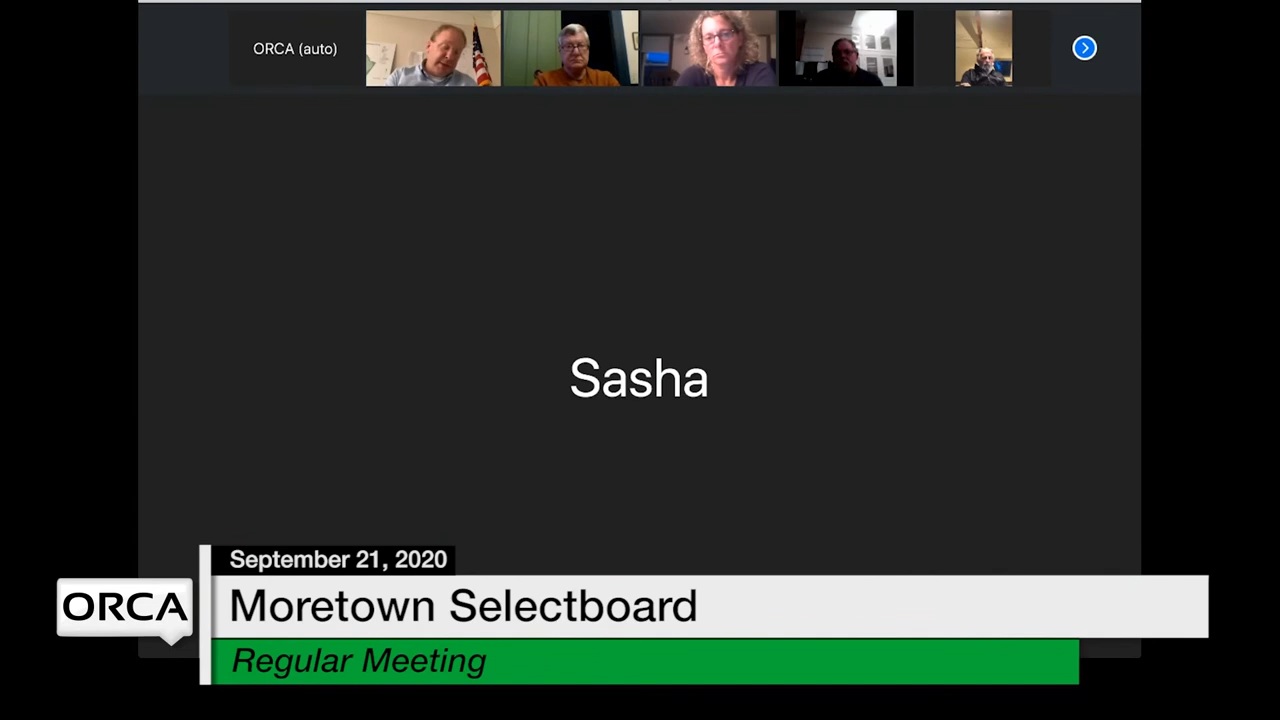 ORCA (auto)
Sasha
September 21, 2020
Moretown Selectboard
ORCA
Regular Meeting